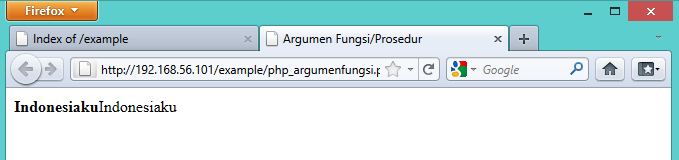 Firefox
Index of /example
Argumen Fungsi/Prosedur
http://192.168.56.101/example/php_argumenfungsi.p
Google
IndonesiakuIndonesiaku